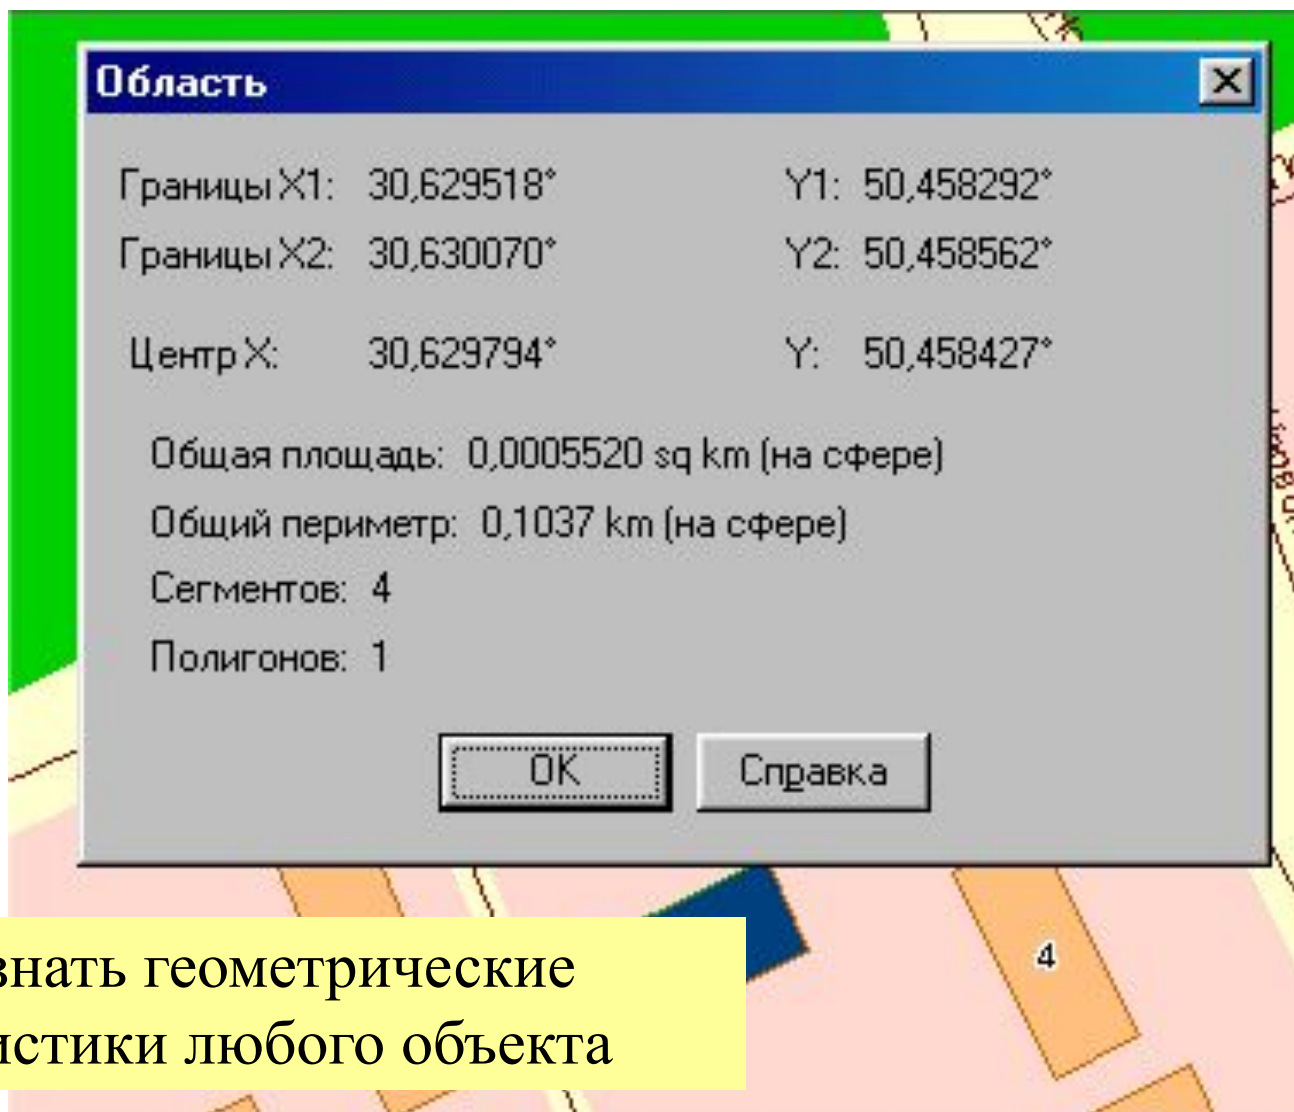 Область
Границы X1: 30,629518° Y1: 50,458292°
Границы X2: 30,630070° Y2: 50,458562°
Центр X: 30,629794° Y: 50,458427°
Общая площадь: 0,0005520 sq km (на сфере)
Общий периметр: 0,1037 km (на сфере)
Сегментов: 4
Полигонов: 1
OK Справка
4
знать геометрические
истики любого объекта